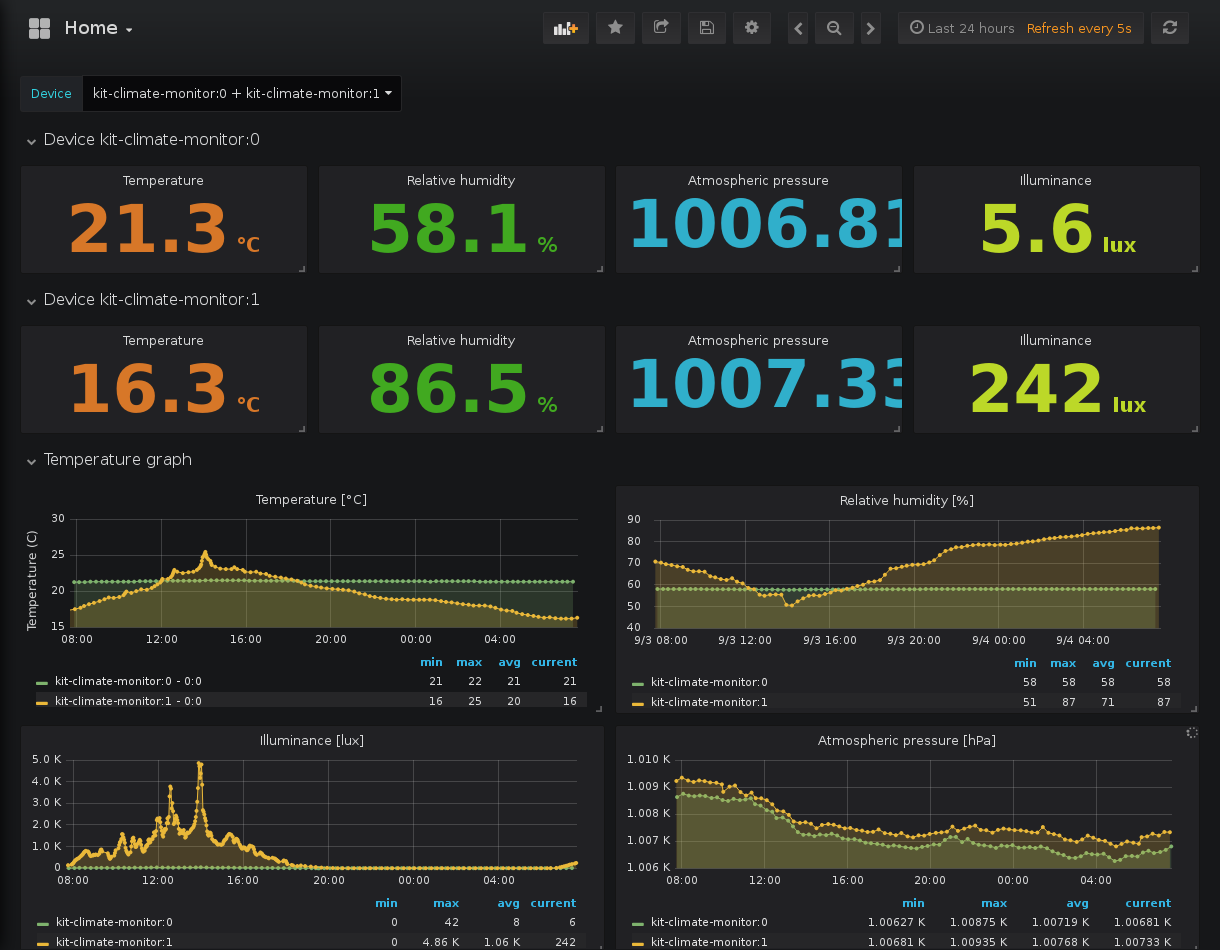 Home
Last 24 hours Refresh every 5s
Device kit-climate-monitor:0 + kit-climate-monitor:1
Device kit-climate-monitor:0
Temperature Relative humidity Atmospheric pressure Illuminance
21.3 °C 58.1 % 1006.81 5.6 lux
Device kit-climate-monitor:1
Temperature Relative humidity Atmospheric pressure Illuminance
16.3 °C 86.5 % 1007.33 242 lux
Temperature graph
Temperature [°C]
Temperature (C)
30
25
20
15
08:00 12:00 16:00 20:00 00:00 04:00
min max avg current
kit-climate-monitor:0 - 0:0 21 22 21 21
kit-climate-monitor:1 - 0:0 16 25 20 16
Relative humidity [%]
90
80
70
60
50
40
9/3 08:00 9/3 12:00 9/3 16:00 9/3 20:00 9/4 00:00 9/4 04:00
min max avg current
kit-climate-monitor:0 58 58 58 58
kit-climate-monitor:1 51 87 71 87
Illuminance [lux]
5.0 K
4.0 K
3.0 K
2.0 K
1.0 K
0
08:00 12:00 16:00 20:00 00:00 04:00
min max avg current
kit-climate-monitor:0 0 42 8 6
kit-climate-monitor:1 0 4.86 K 1.06 K 242
Atmospheric pressure [hPa]
1.010 K
1.009 K
1.008 K
1.007 K
1.006 K
08:00 12:00 16:00 20:00 00:00 04:00
min max avg current
kit-climate-monitor:0 1.00627 K 1.00875 K 1.00719 K 1.00681 K
kit-climate-monitor:1 1.00681 K 1.00935 K 1.00768 K 1.00733 K